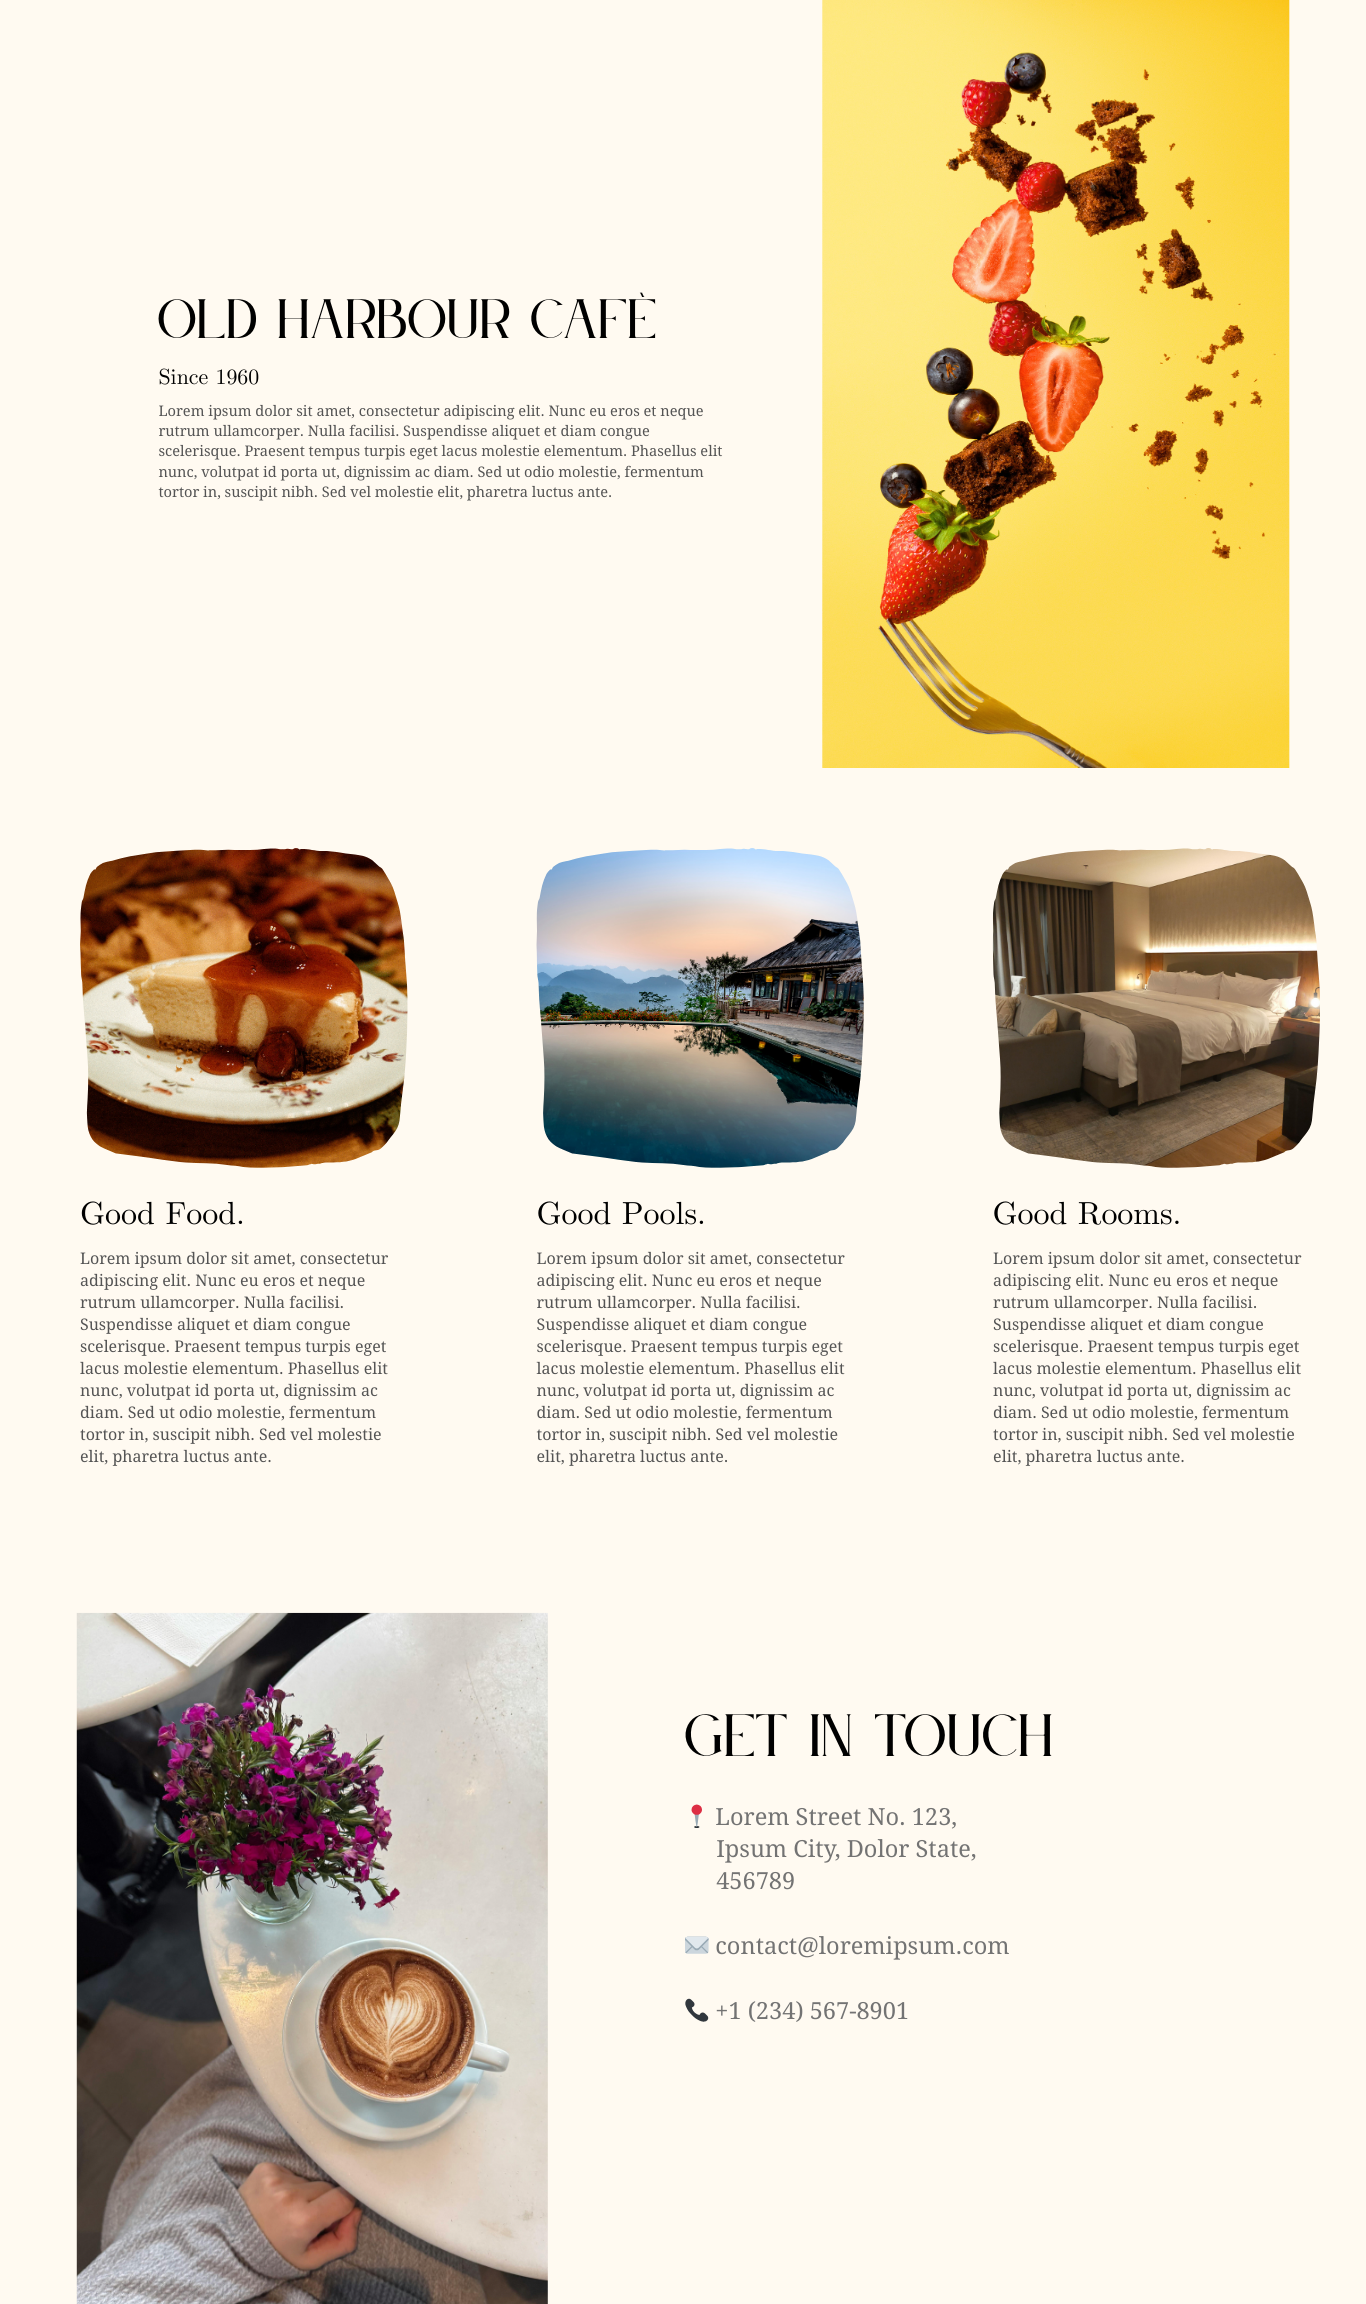 OLD HARBOUR CAFÈ
Since 1960
Lorem ipsum dolor sit amet, consectetur adipiscing elit. Nunc eu eros et neque
rutrum ullamcorper. Nulla facilisi. Suspendisse aliquet et diam congue
scelerisque. Praesent tempus turpis eget lacus molestie elementum. Phasellus elit
nunc, volutpat id porta ut, dignissim ac diam. Sed ut odio molestie, fermentum
tortor in, suscipit nibh. Sed vel molestie elit, pharetra luctus ante.
Good Food.
Lorem ipsum dolor sit amet, consectetur
adipiscing elit. Nunc eu eros et neque
rutrum ullamcorper. Nulla facilisi.
Suspendisse aliquet et diam congue
scelerisque. Praesent tempus turpis eget
lacus molestie elementum. Phasellus elit
nunc, volutpat id porta ut, dignissim ac
diam. Sed ut odio molestie, fermentum
tortor in, suscipit nibh. Sed vel molestie
elit, pharetra luctus ante.
Good Pools.
Lorem ipsum dolor sit amet, consectetur
adipiscing elit. Nunc eu eros et neque
rutrum ullamcorper. Nulla facilisi.
Suspendisse aliquet et diam congue
scelerisque. Praesent tempus turpis eget
lacus molestie elementum. Phasellus elit
nunc, volutpat id porta ut, dignissim ac
diam. Sed ut odio molestie, fermentum
tortor in, suscipit nibh. Sed vel molestie
elit, pharetra luctus ante.
Good Rooms.
Lorem ipsum dolor sit amet, consectetur
adipiscing elit. Nunc eu eros et neque
rutrum ullamcorper. Nulla facilisi.
Suspendisse aliquet et diam congue
scelerisque. Praesent tempus turpis eget
lacus molestie elementum. Phasellus elit
nunc, volutpat id porta ut, dignissim ac
diam. Sed ut odio molestie, fermentum
tortor in, suscipit nibh. Sed vel molestie
elit, pharetra luctus ante.
GET IN TOUCH
📍 Lorem Street No. 123,
Ipsum City, Dolor State,
456789
✉️ contact@loremipsum.com
📞 +1 (234) 567-8901